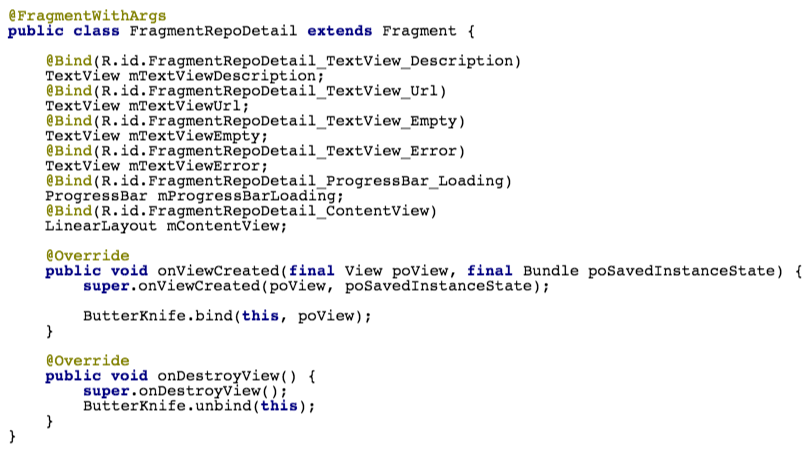 @FragmentWithArgs
public class FragmentRepoDetail extends Fragment {
@Bind(R.id.FragmentRepoDetail_TextView_Description)
TextView mTextViewDescription;
@Bind(R.id.FragmentRepoDetail_TextView_Url)
TextView mTextViewUrl;
@Bind(R.id.FragmentRepoDetail_TextView_Empty)
TextView mTextViewEmpty;
@Bind(R.id.FragmentRepoDetail_TextView_Error)
TextView mTextViewError;
@Bind(R.id.FragmentRepoDetail_ProgressBar_Loading)
ProgressBar mProgressBarLoading;
@Bind(R.id.FragmentRepoDetail_ContentView)
LinearLayout mContentView;
@Override
public void onViewCreated(final View poView, final Bundle poSavedInstanceState) {
super.onViewCreated(poView, poSavedInstanceState);
ButterKnife.bind(this, poView);
}
@Override
public void onDestroyView() {
super.onDestroyView();
ButterKnife.unbind(this);
}
}